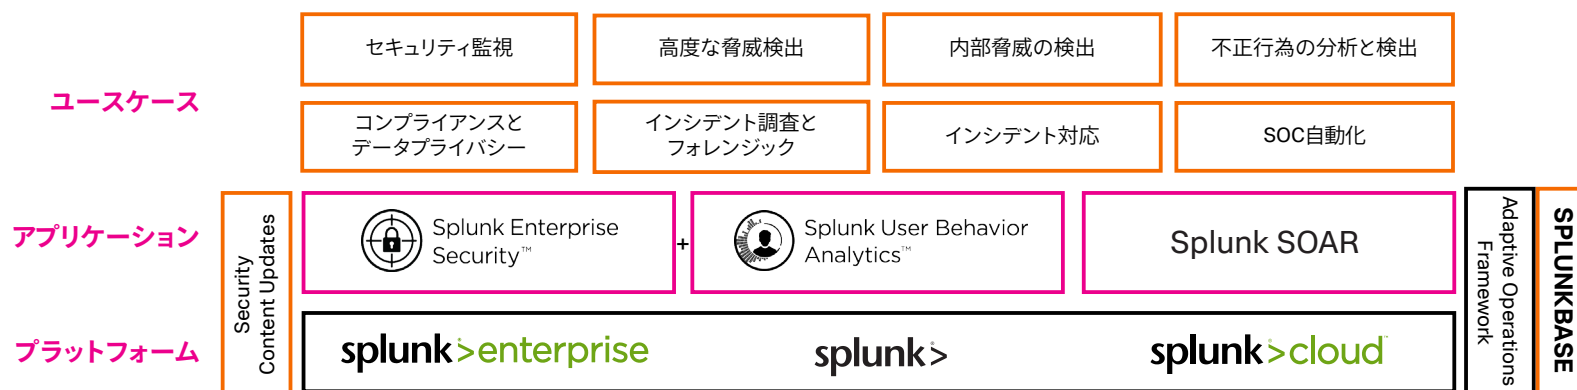 セキュリティ監視
高度な脅威検出
内部脅威の検出
不正行為の分析と検出
ユースケース
コンプライアンスと
データプライバシー
インシデント調査と
フォレンジック
インシデント対応
SOC自動化
アプリケーション
Security
Content Updates
Splunk Enterprise
Security™
+
Splunk User Behavior
Analytics™
Splunk SOAR
Adaptive Operations
Framework
SPLUNKBASE
プラットフォーム
splunk>enterprise
splunk>
splunk>cloud